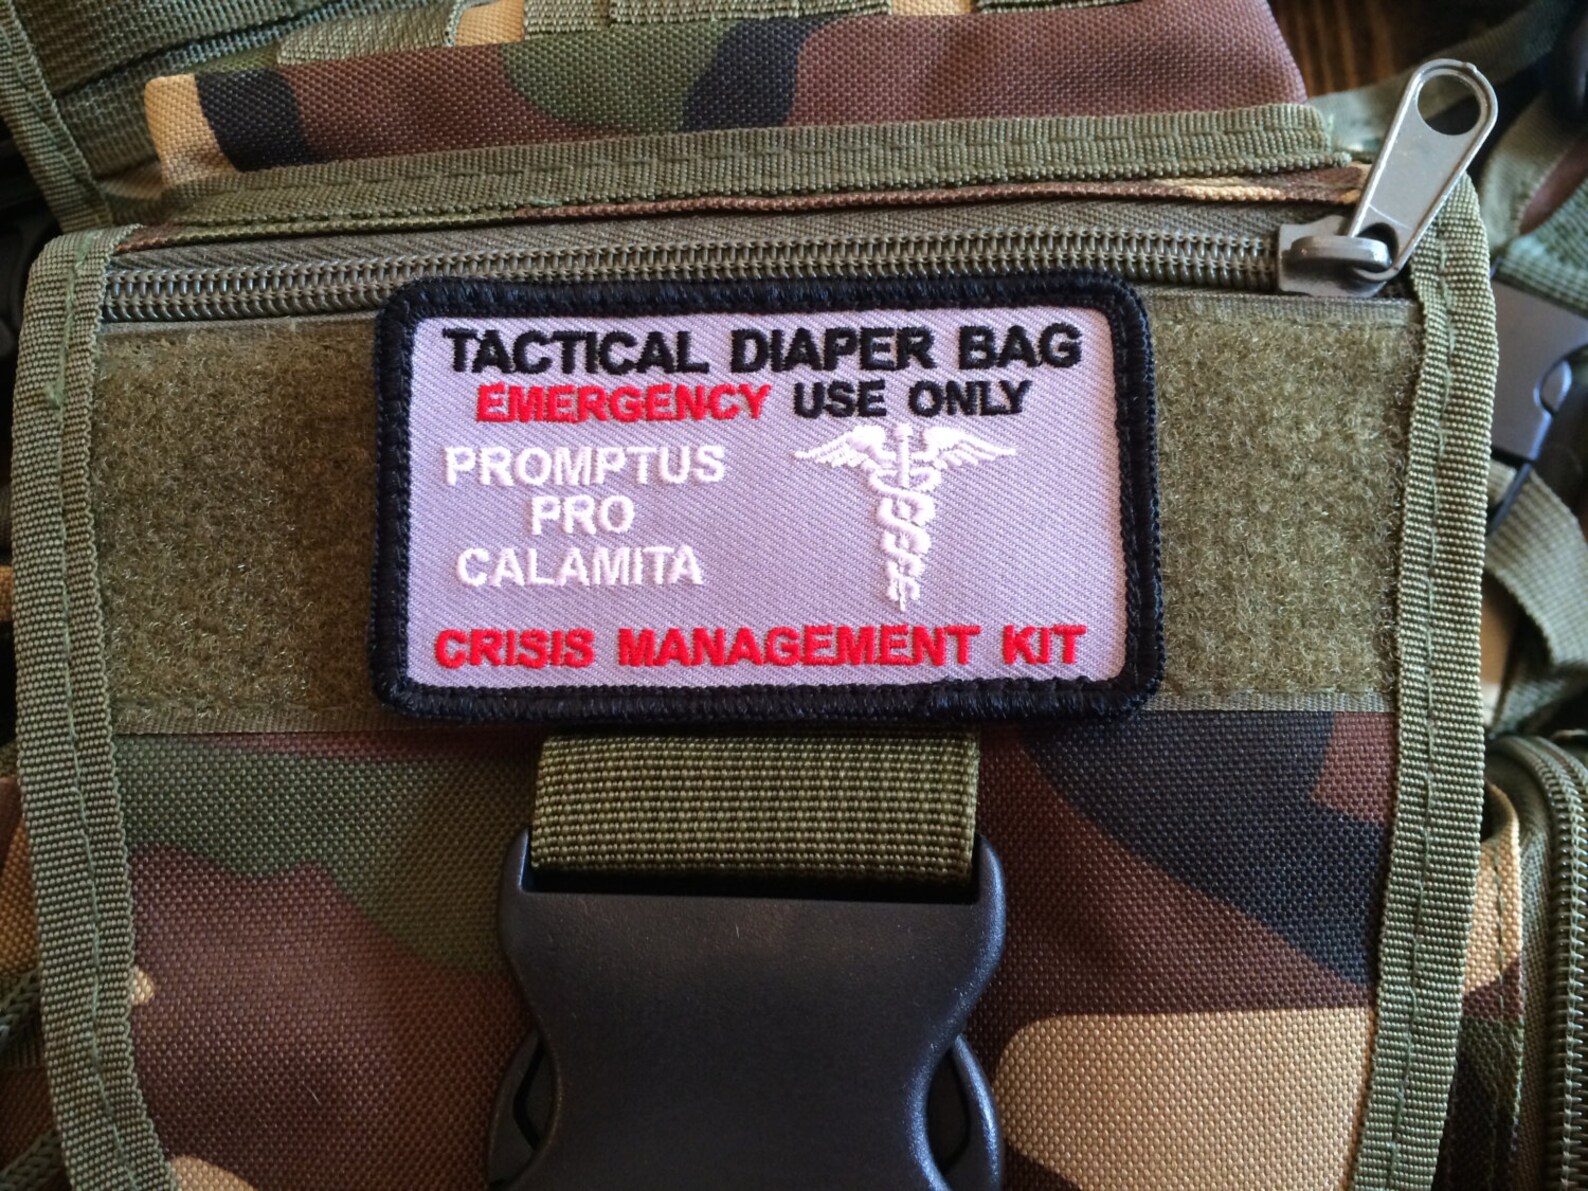 TACTICAL DIAPER BAG
EMERGENCY USE ONLY
PROMPTUS
PRO
CALAMITA
CRISIS MANAGEMENT KIT